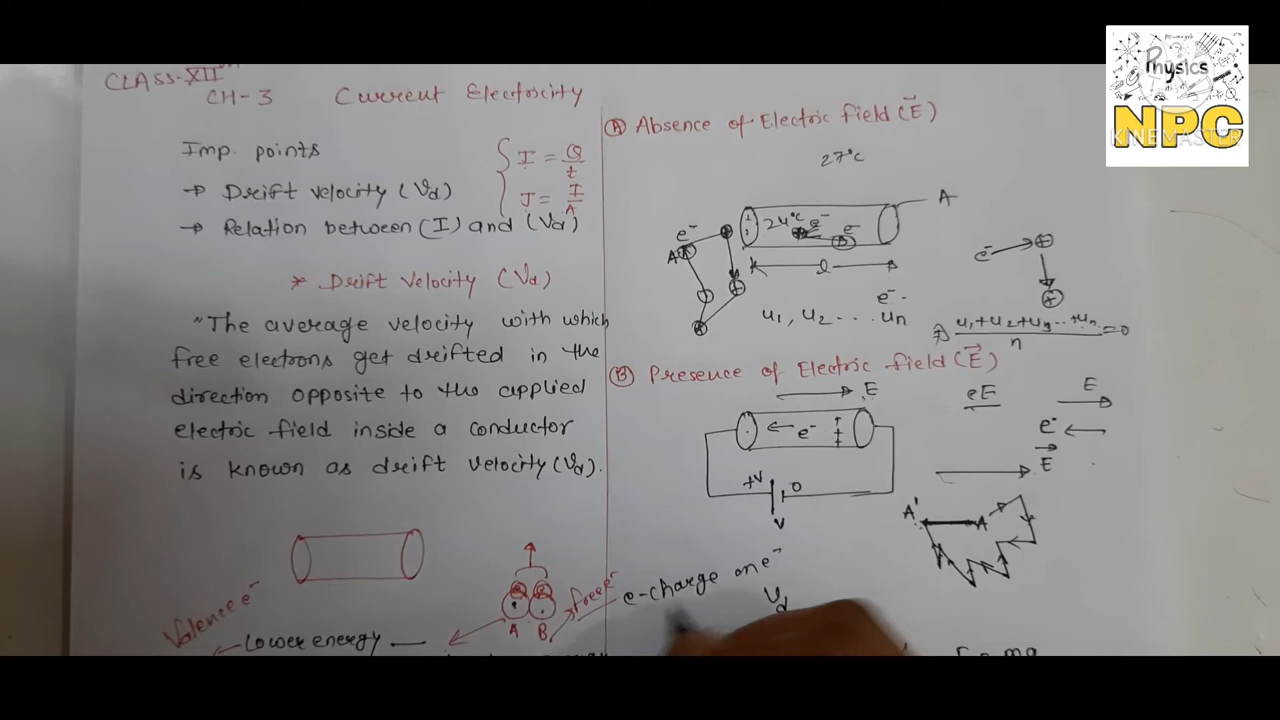 CLASS-XII
CH-3 Current Electricity
Imp. points
→ Drift velocity (Vd)
→ Relation between (I) and (Vd)
I = Q/t
J = I/A
* Drift Velocity (Vd)
"The average velocity with which
free electrons get drifted in the
direction opposite to the applied
electric field inside a conductor
is known as drift velocity (Vd).
Valence e⁻
Lower energy
A B
free e⁻
(A) Absence of Electric field (E⃗)
27°C
A
24°C e⁻
e⁻
e⁻
A
l
e⁻ +
+
e⁻
u1, u2 ... un
⇒ u1+u2+u3...+un / n = 0
(B) Presence of Electric field (E⃗)
E
← e⁻
+V 0
V
eE
E
e⁻ ←
E
A' A
e-charge on e⁻
Vd
Physics
NPC
KINEMASTER